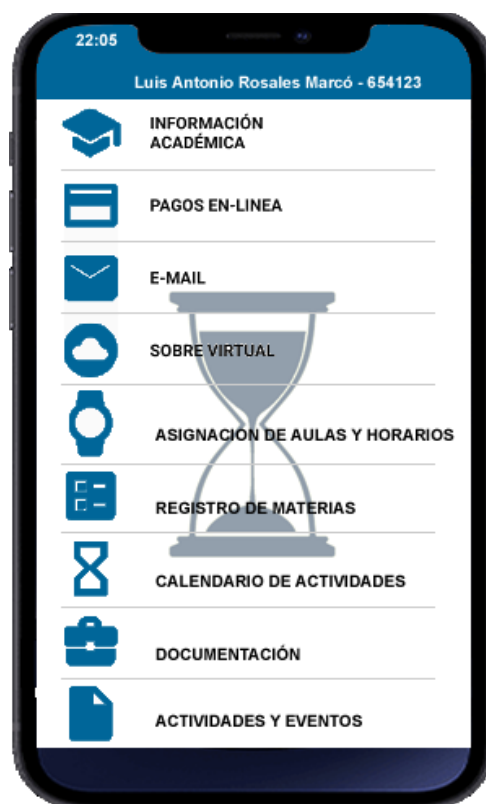 22:05
Luis Antonio Rosales Marcó - 654123
INFORMACIÓN
ACADÉMICA
PAGOS EN-LINEA
E-MAIL
SOBRE VIRTUAL
ASIGNACIÓN DE AULAS Y HORARIOS
REGISTRO DE MATERIAS
CALENDARIO DE ACTIVIDADES
DOCUMENTACIÓN
ACTIVIDADES Y EVENTOS